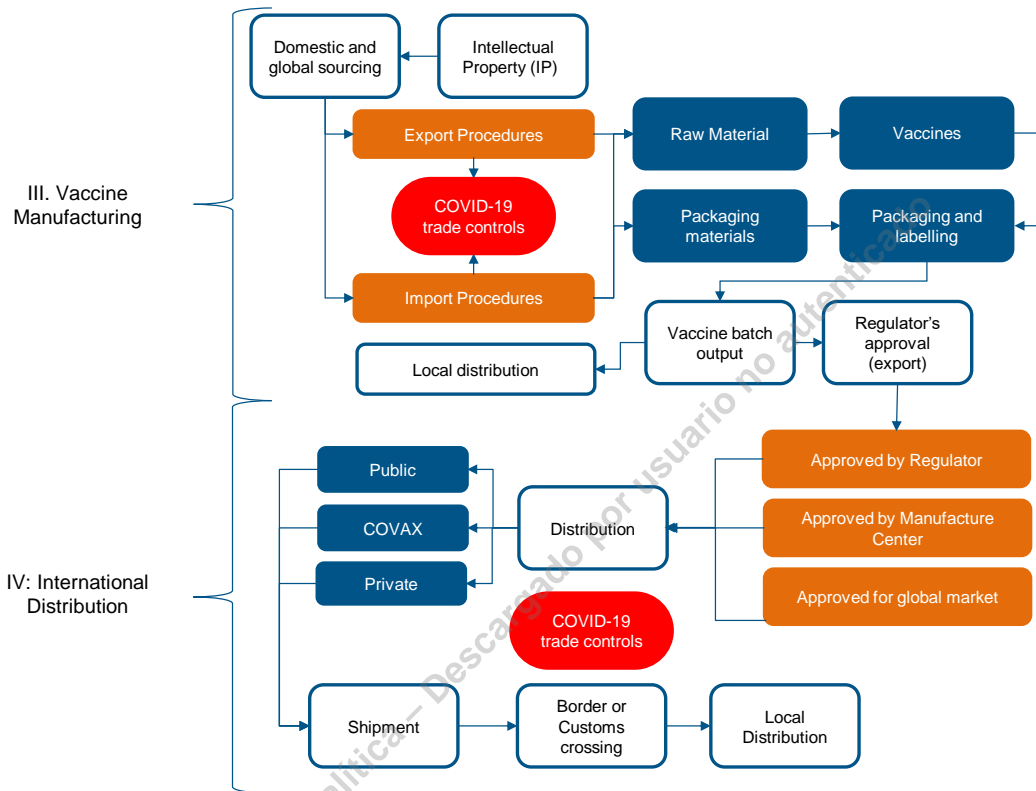 Domestic and
global sourcing
Intellectual
Property (IP)
Export Procedures
Raw Material
Vaccines
III. Vaccine
Manufacturing
COVID-19
trade controls
Packaging
materials
Packaging and
labelling
Import Procedures
Vaccine batch
output
Regulator's
approval
(export)
Local distribution
Approved by Regulator
Public
Approved by Manufacture
Center
COVAX
Distribution
IV: International
Distribution
Private
Approved for global market
COVID-19
trade controls
Shipment
Border or
Customs
crossing
Local
Distribution
– Descargado por usuario no autenticado